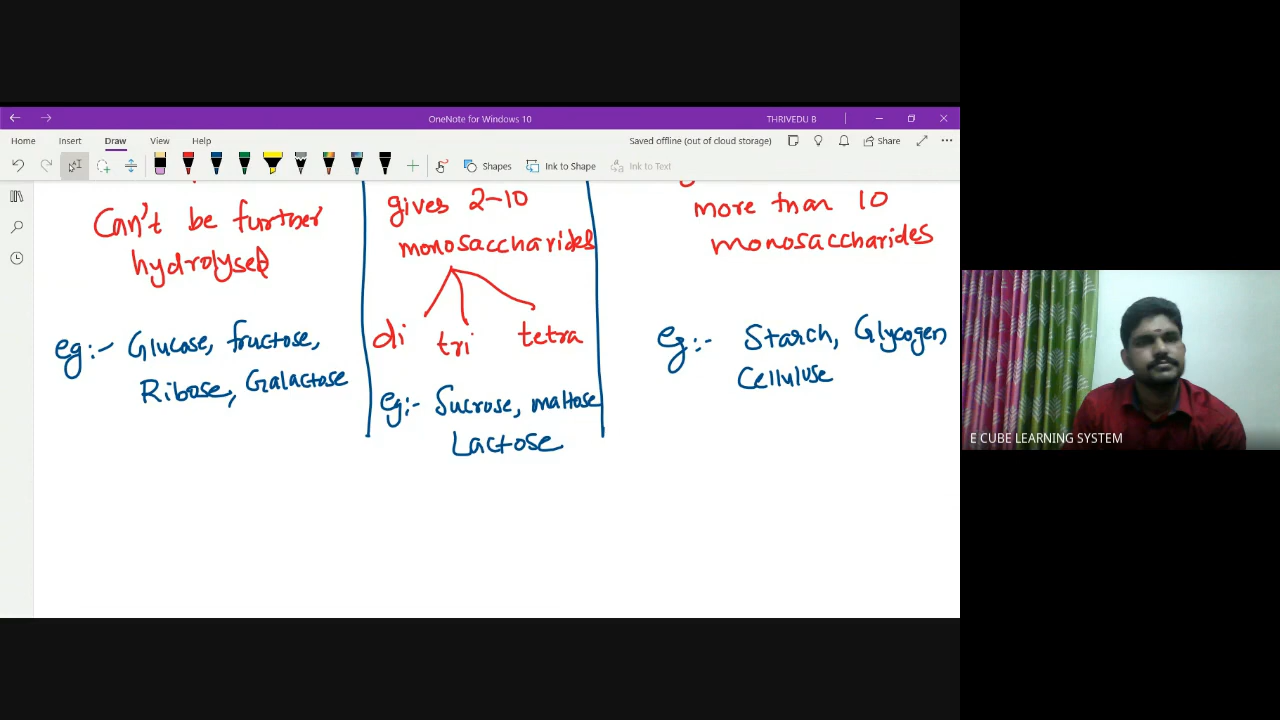 OneNote for Windows 10
THRIVEDU B
Home Insert Draw View Help
Saved offline (out of cloud storage)
Share
Shapes
Ink to Shape
Ink to Text
Can't be further
hydrolysed
eg:- Glucose, fructose,
Ribose, Galactose
gives 2-10
monosaccharides
di tri tetra
eg:- Sucrose, maltose
Lactose
more than 10
monosaccharides
eg:- Starch, Glycogen,
Celluluse
E CUBE LEARNING SYSTEM